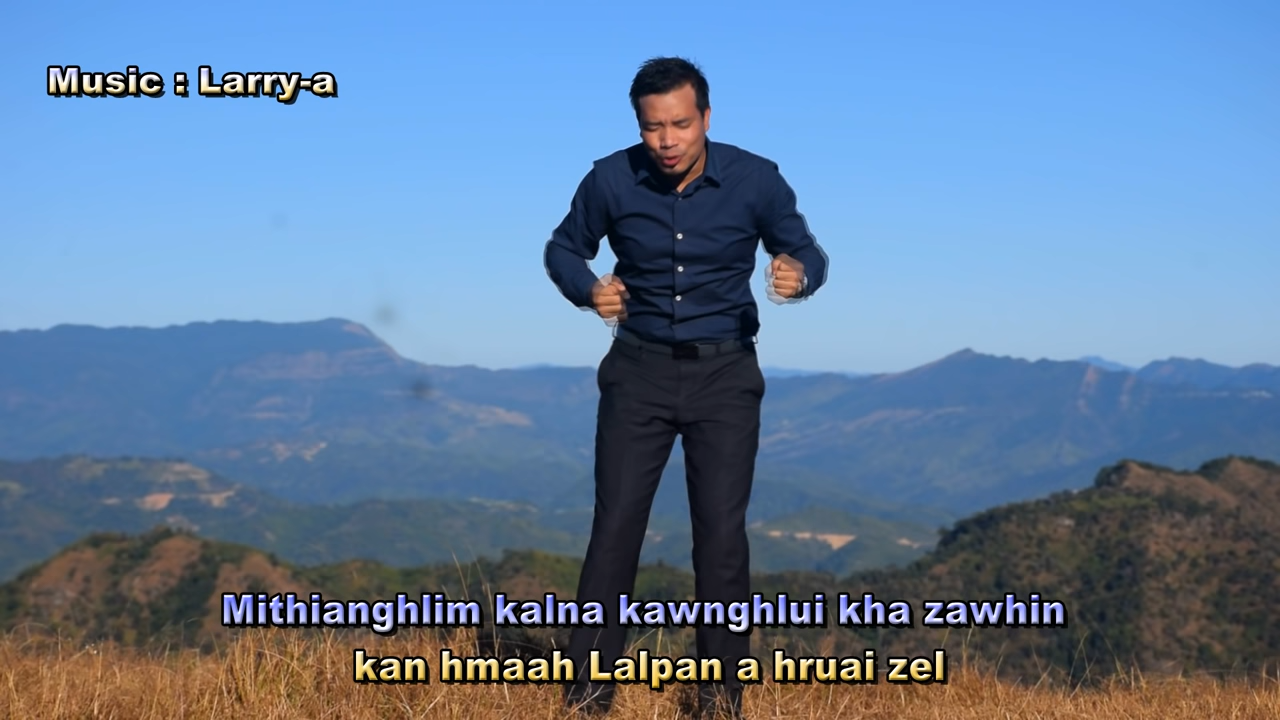 Music : Larry-a
Mithianghlim kalna kawnghlui kha zawhin
kan hmaah Lalpan a hruai zel